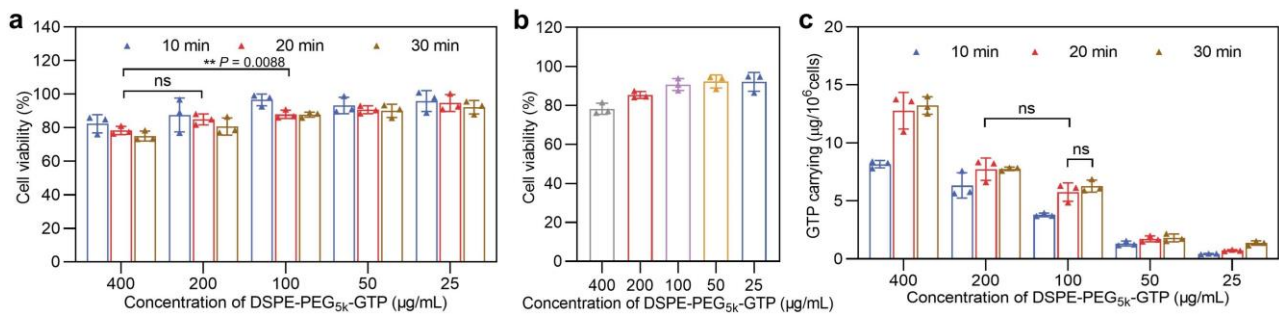 a
140
120
100
80
60
40
20
0
Cell viability (%)
10 min 20 min 30 min
** P = 0.0088
ns
400 200 100 50 25
Concentration of DSPE-PEG5k-GTP (µg/mL)
b
120
100
80
60
40
20
0
Cell viability (%)
400 200 100 50 25
Concentration of DSPE-PEG5k-GTP (µg/mL)
c
20
15
10
5
0
GTP carrying (µg/10⁶cells)
10 min 20 min 30 min
ns
ns
400 200 100 50 25
Concentration of DSPE-PEG5k-GTP (µg/mL)